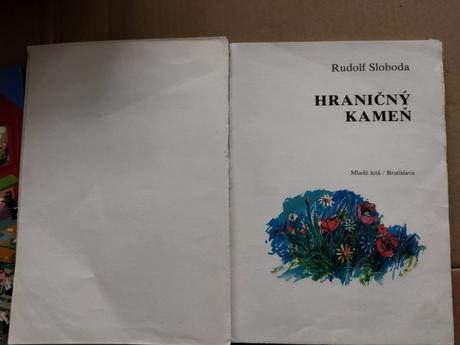 Rudolf Sloboda
HRANIČNÝ
KAMEŇ
Mladé letá / Bratislava